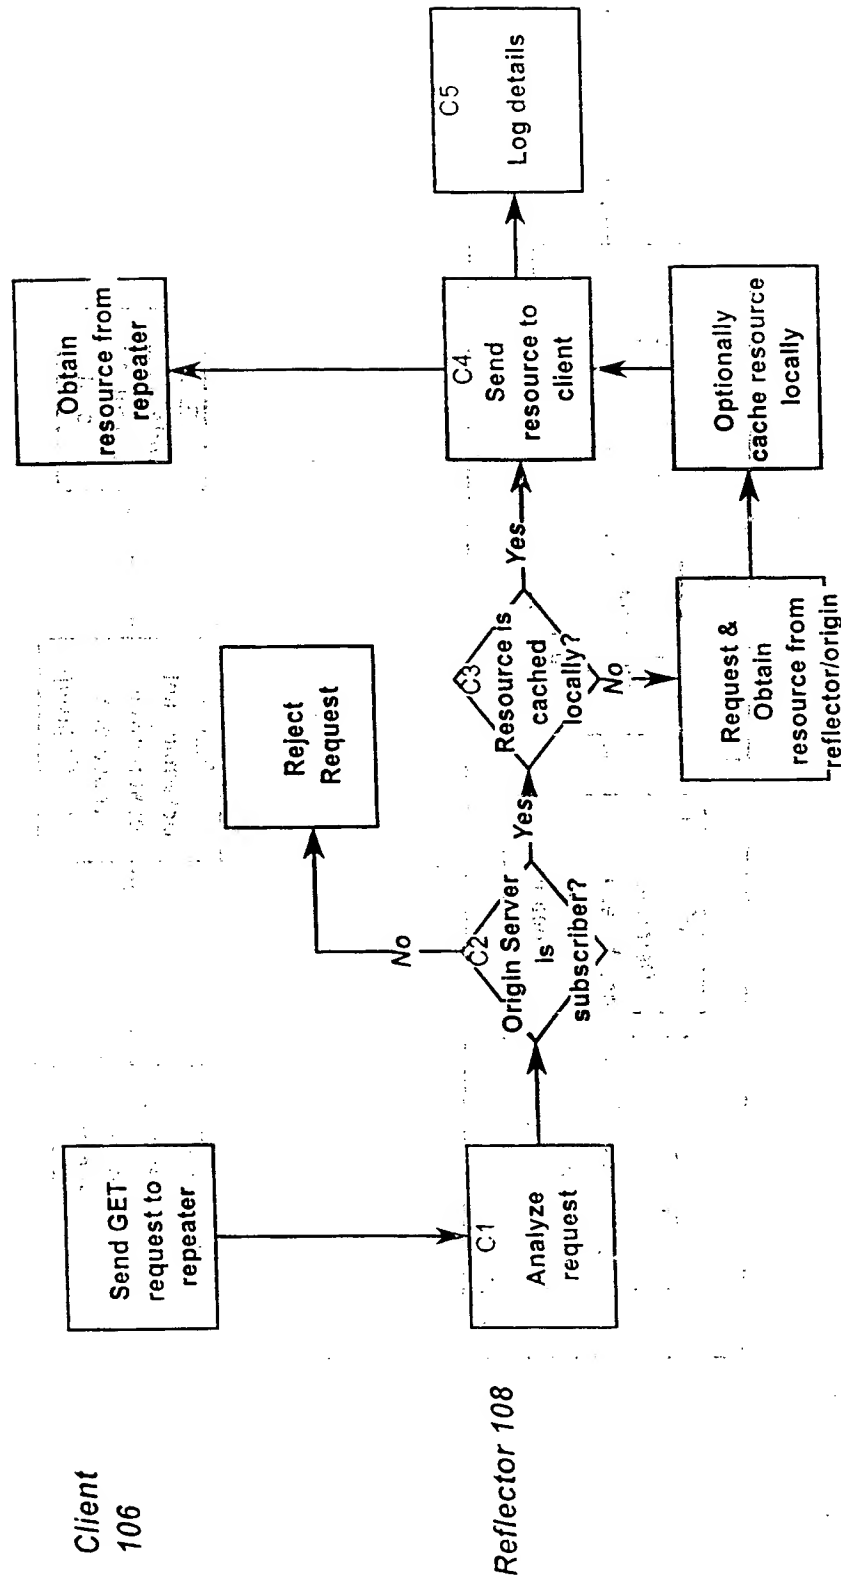 Client
106
Send GET
request to
repeater
Obtain
resource from
repeater
Reject
Request
No
Reflector 108
C1
Analyze
request
C2
Origin Server
is
subscriber?
Yes
C3
Resource is
cached
locally?
Yes
No
C4
Send
resource to
client
C5
Log details
Request &
Obtain
resource from
reflector/origin
Optionally
cache resource
locally